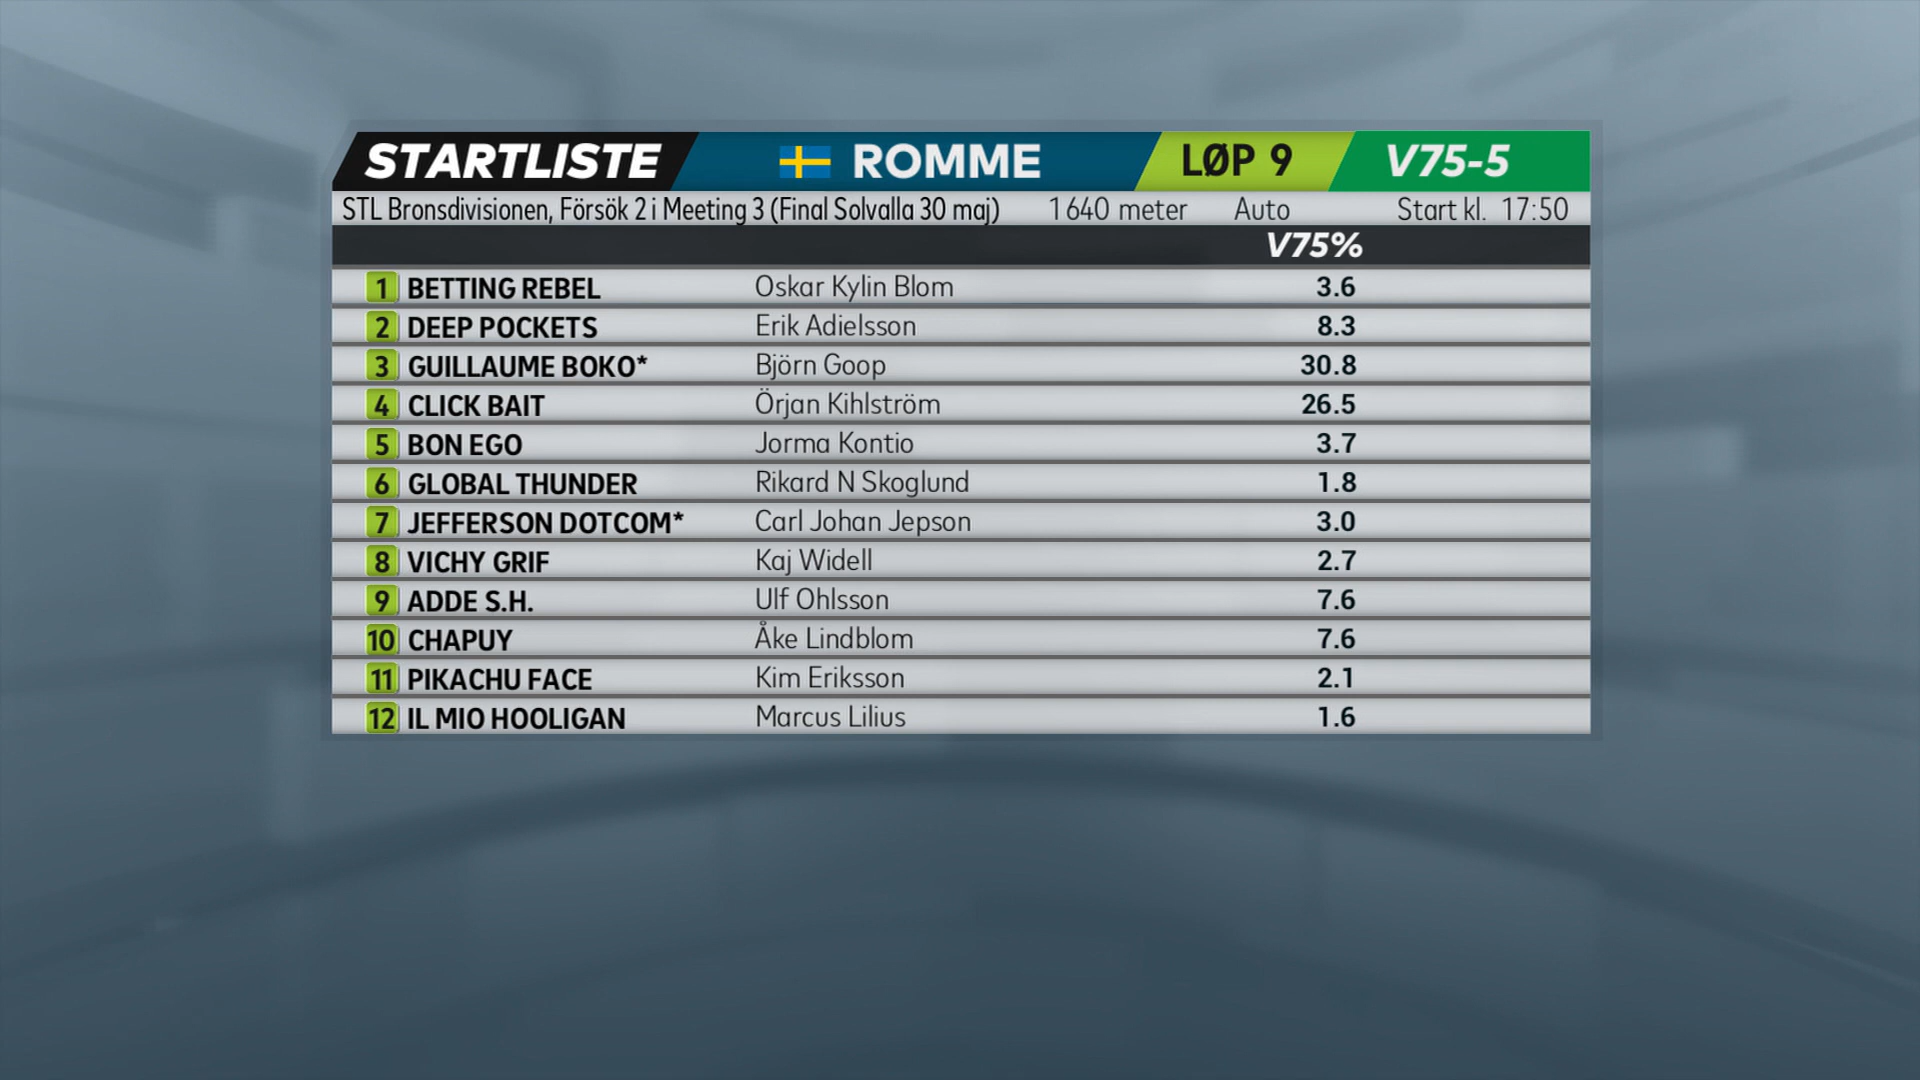 STARTLISTE ROMME LØP 9 V75-5
STL Bronsdivisionen, Försök 2 i Meeting 3 (Final Solvalla 30 maj) 1640 meter Auto Start kl. 17:50
V75%
1 BETTING REBEL Oskar Kylin Blom 3.6
2 DEEP POCKETS Erik Adielsson 8.3
3 GUILLAUME BOKO* Björn Goop 30.8
4 CLICK BAIT Örjan Kihlström 26.5
5 BON EGO Jorma Kontio 3.7
6 GLOBAL THUNDER Rikard N Skoglund 1.8
7 JEFFERSON DOTCOM* Carl Johan Jepson 3.0
8 VICHY GRIF Kaj Widell 2.7
9 ADDE S.H. Ulf Ohlsson 7.6
10 CHAPUY Åke Lindblom 7.6
11 PIKACHU FACE Kim Eriksson 2.1
12 IL MIO HOOLIGAN Marcus Lilius 1.6